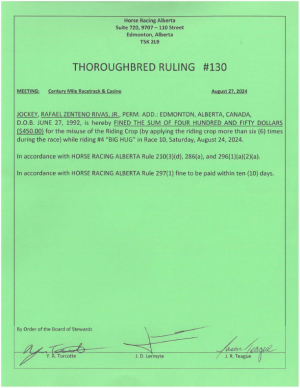 Horse Racing Alberta
Suite 720, 9707 – 110 Street
Edmonton, Alberta
T5K 2L9
THOROUGHBRED RULING #130
MEETING: Century Mile Racetrack & Casino August 27, 2024
JOCKEY, RAFAEL ZENTENO RIVAS, JR., PERM. ADD.: EDMONTON, ALBERTA, CANADA,
D.O.B. JUNE 27, 1992, is hereby FINED THE SUM OF FOUR HUNDRED AND FIFTY DOLLARS
($450.00) for the misuse of the Riding Crop (by applying the riding crop more than six (6) times
during the race) while riding #4 "BIG HUG" in Race 10, Saturday, August 24, 2024.
In accordance with HORSE RACING ALBERTA Rule 210(3)(d), 286(a), and 296(1)(a)(2)(a).
In accordance with HORSE RACING ALBERTA Rule 297(1) fine to be paid within ten (10) days.
By Order of the Board of Stewards
Y. A. Turcotte J. D. Lermyte J. R. Teague